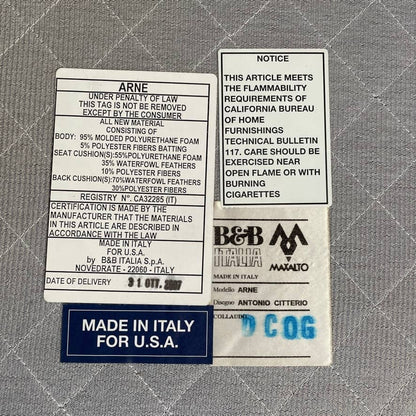 ARNE
UNDER PENALTY OF LAW
THIS TAG IS NOT BE REMOVED
EXCEPT BY THE CONSUMER
ALL NEW MATERIAL
CONSISTING OF
BODY: 95% MOLDED POLYURETHANE FOAM
5% POLYESTER FIBERS BATTING
SEAT CUSHION(S):55%POLYURETHANE FOAM
35% WATERFOWL FEATHERS
10% POLYESTER FIBERS
BACK CUSHION(S):70%WATERFOWL FEATHERS
30%POLYESTER FIBERS
REGISTRY N°. CA32285 (IT)
CERTIFICATION IS MADE BY THE
MANUFACTURER THAT THE MATERIALS
IN THIS ARTICLE ARE DESCRIBED IN
ACCORDANCE WITH THE LAW
MADE IN ITALY
FOR U.S.A.
by B&B ITALIA S.p.A.
NOVEDRATE - 22060 - ITALY
DATE OF DELIVERY 31 OTT. 2007
NOTICE
THIS ARTICLE MEETS
THE FLAMMABILITY
REQUIREMENTS OF
CALIFORNIA BUREAU
OF HOME
FURNISHINGS
TECHNICAL BULLETIN
117. CARE SHOULD BE
EXERCISED NEAR
OPEN FLAME OR WITH
BURNING
CIGARETTES
B&B
ITALIA
MAXALTO
MADE IN ITALY
Modello ARNE
Disegno ANTONIO CITTERIO
COLLAUDO
DC06
MADE IN ITALY
FOR U.S.A.